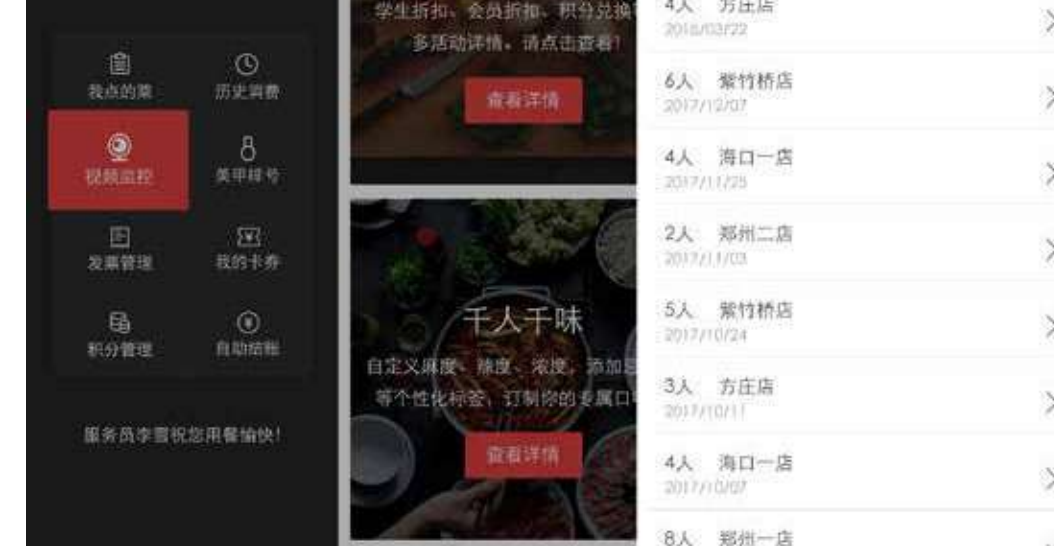 我点的菜
历史消费
视频监控
美甲排号
发票管理
我的卡券
积分管理
自动结账
服务员李雪祝您用餐愉快！
学生折扣、会员折扣、积分兑换
多活动详情。请点击查看！
查看详情
千人千味
自定义麻度、辣度、浓度，添加
等个性化标签，订制你的专属口
查看详情
4人 方庄店
2018/03/22
6人 紫竹桥店
2017/12/07
4人 海口一店
2017/11/25
2人 郑州二店
2017/11/03
5人 紫竹桥店
2017/10/24
3人 方庄店
2017/10/11
4人 海口一店
2017/10/07
8人 郑州一店